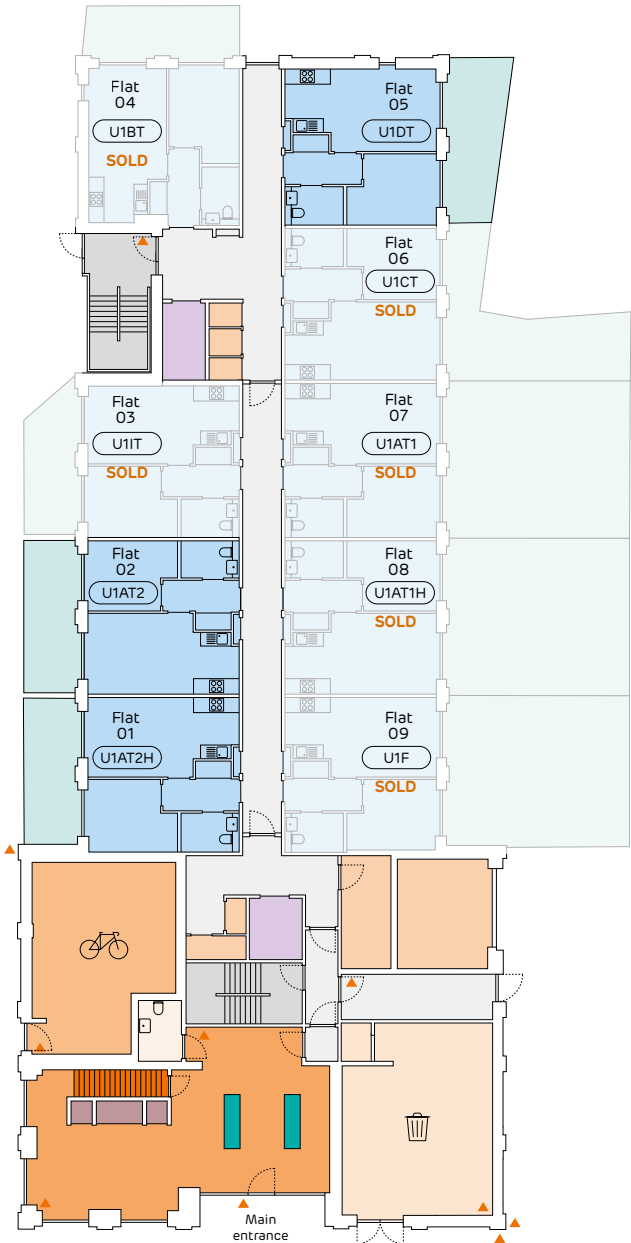 Flat
04
U1BT
SOLD
Flat
05
U1DT
Flat
06
U1CT
SOLD
Flat
03
U1IT
SOLD
Flat
07
U1AT1
SOLD
Flat
02
U1AT2
Flat
08
U1AT1H
SOLD
Flat
01
U1AT2H
Flat
09
U1F
SOLD
Main
entrance